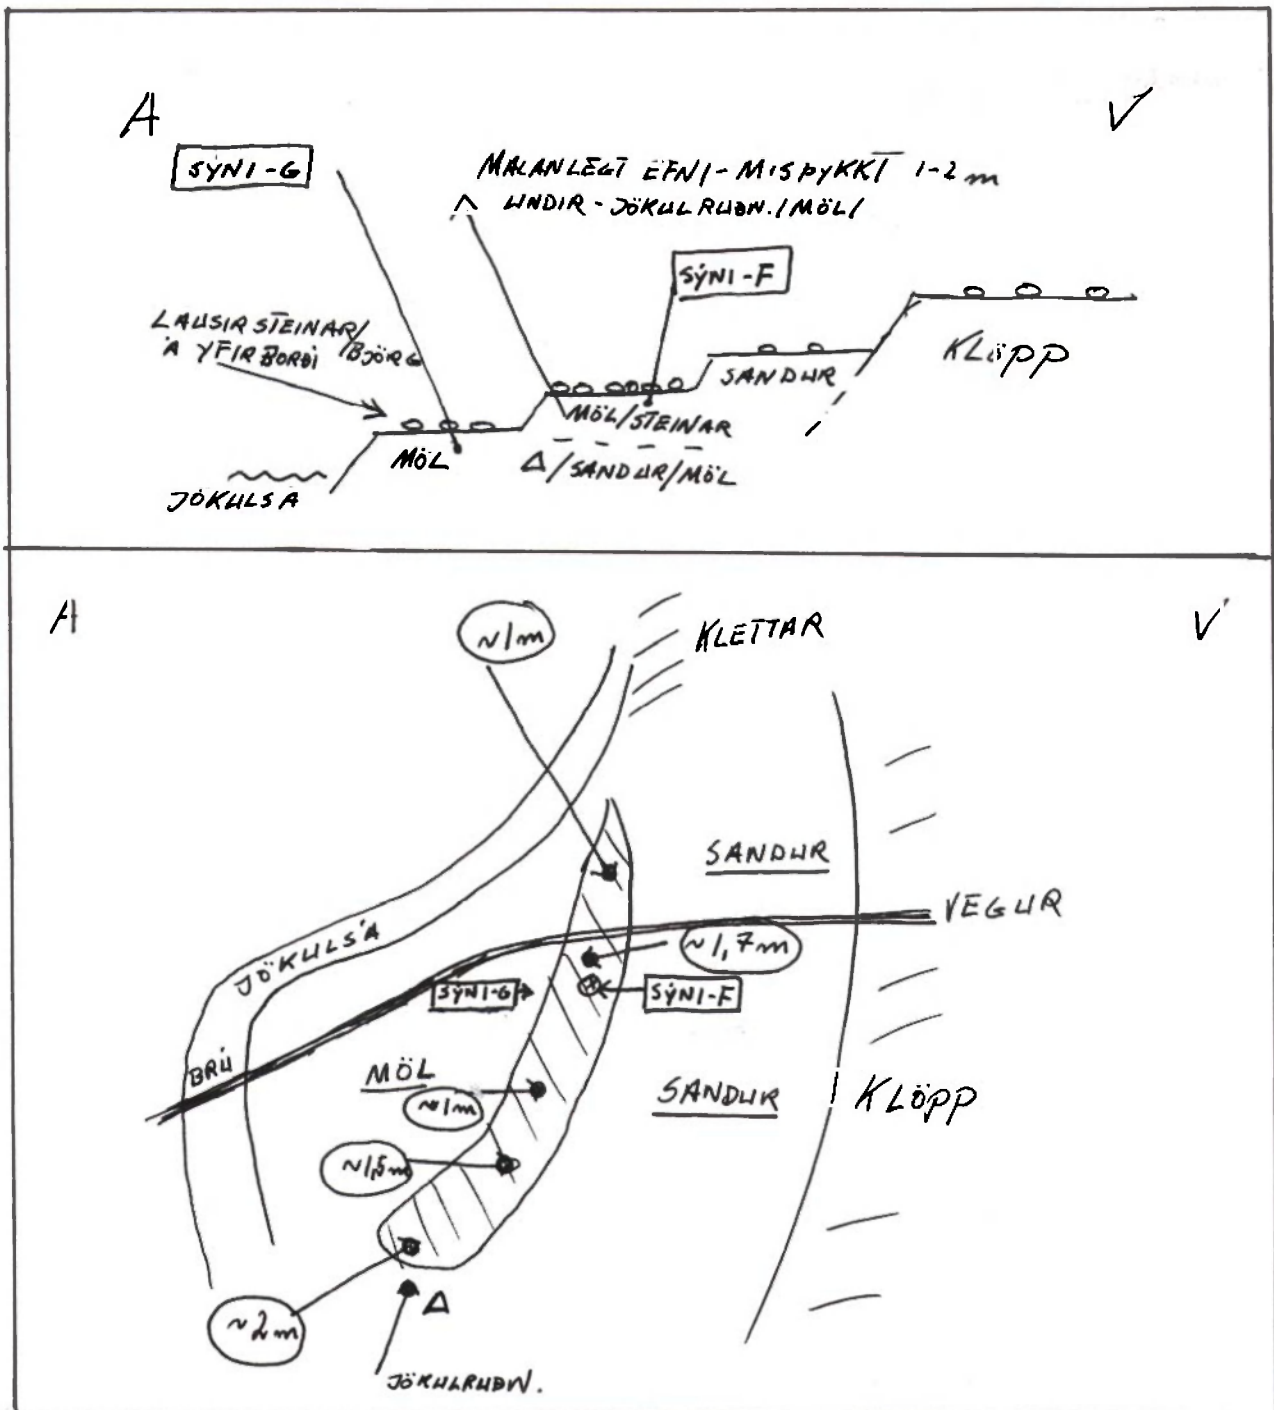 A
V
SÝNI-G
MALANLEGT EFNI-MISÞYKKT 1-2 m
UNDIR-JÖKULRUÐN./MÖL/
SÝNI-F
LAUSIR STEINAR/
Á YFIRBORÐI /BJÖRG
KLÖPP
SANDUR
MÖL/STEINAR
MÖL
Δ/SANDUR/MÖL
JÖKULSA
A
V
~1m
KLETTAR
SANDUR
VEGUR
JÖKULSÁ
~1,7m
SÝNI-G
SÝNI-F
BRÚ
MÖL
~1m
SANDUR
KLÖPP
~1,5m
~2m
Δ
JÖKULRUÐN.